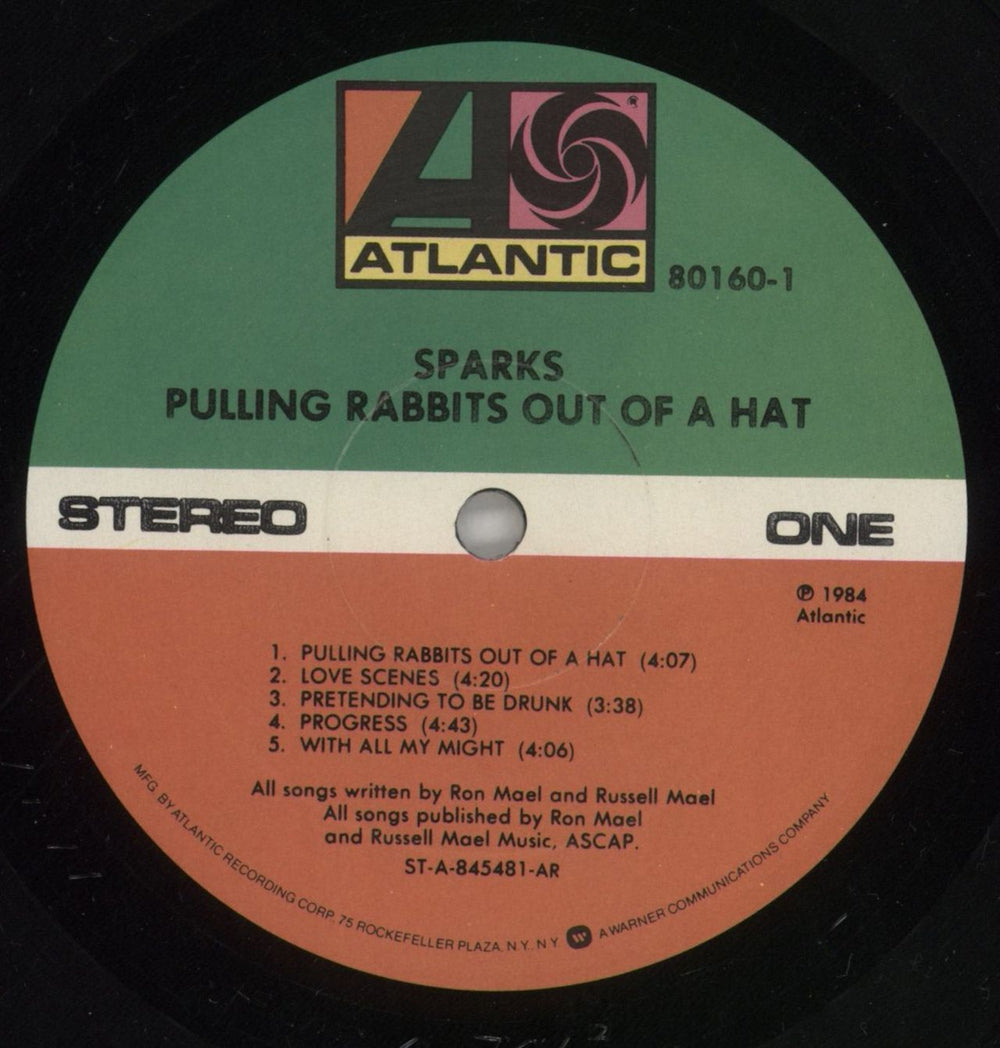 ATLANTIC
80160-1
SPARKS
PULLING RABBITS OUT OF A HAT
STEREO
ONE
℗ 1984
Atlantic
1. PULLING RABBITS OUT OF A HAT (4:07)
2. LOVE SCENES (4:20)
3. PRETENDING TO BE DRUNK (3:38)
4. PROGRESS (4:43)
5. WITH ALL MY MIGHT (4:06)
All songs written by Ron Mael and Russell Mael
All songs published by Ron Mael
and Russell Mael Music, ASCAP.
ST-A-845481-AR
MFG. BY ATLANTIC RECORDING CORP. 75 ROCKEFELLER PLAZA. N.Y. N.Y. A WARNER COMMUNICATIONS COMPANY